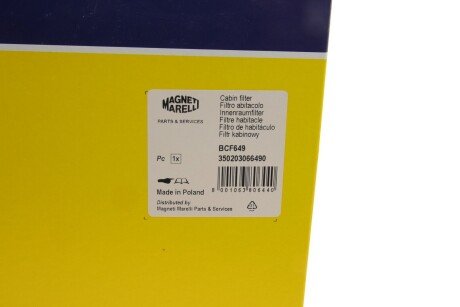 MAGNETI
MARELLI
PARTS & SERVICES
Cabin filter
Filtro abitacolo
Innenraumfilter
Filtre habitacle
Filtro de habitáculo
Filtr kabinowy
BCF649
Pc 1x
350203066490
Made in Poland
8001063606440
Distributed by
Magneti Marelli Parts & Services